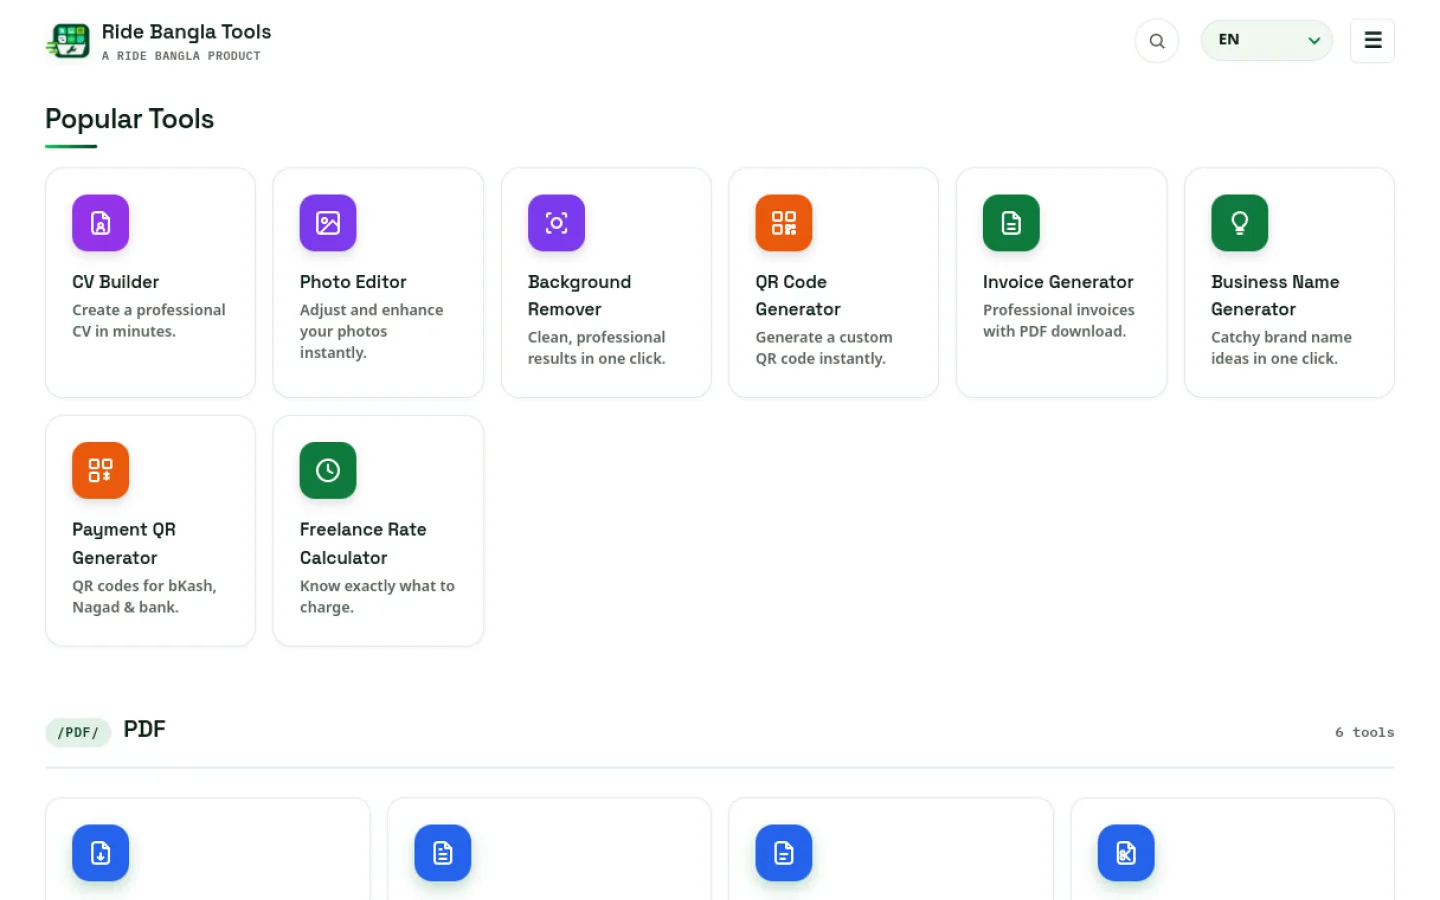 Ride Bangla Tools
A RIDE BANGLA PRODUCT
EN
Popular Tools
CV Builder
Create a professional
CV in minutes.
Photo Editor
Adjust and enhance
your photos
instantly.
Background
Remover
Clean, professional
results in one click.
QR Code
Generator
Generate a custom
QR code instantly.
Invoice Generator
Professional invoices
with PDF download.
Business Name
Generator
Catchy brand name
ideas in one click.
Payment QR
Generator
QR codes for bKash,
Nagad & bank.
Freelance Rate
Calculator
Know exactly what to
charge.
/PDF/
PDF
6 tools